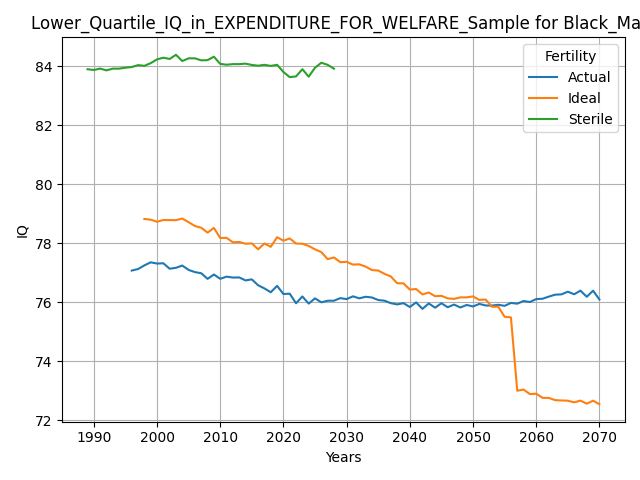 Lower_Quartile_IQ_in_EXPENDITURE_FOR_WELFARE_Sample for Black_Ma
Fertility
Actual
Ideal
Sterile
84
82
80
78
76
74
72
IQ
1990 2000 2010 2020 2030 2040 2050 2060 2070
Years